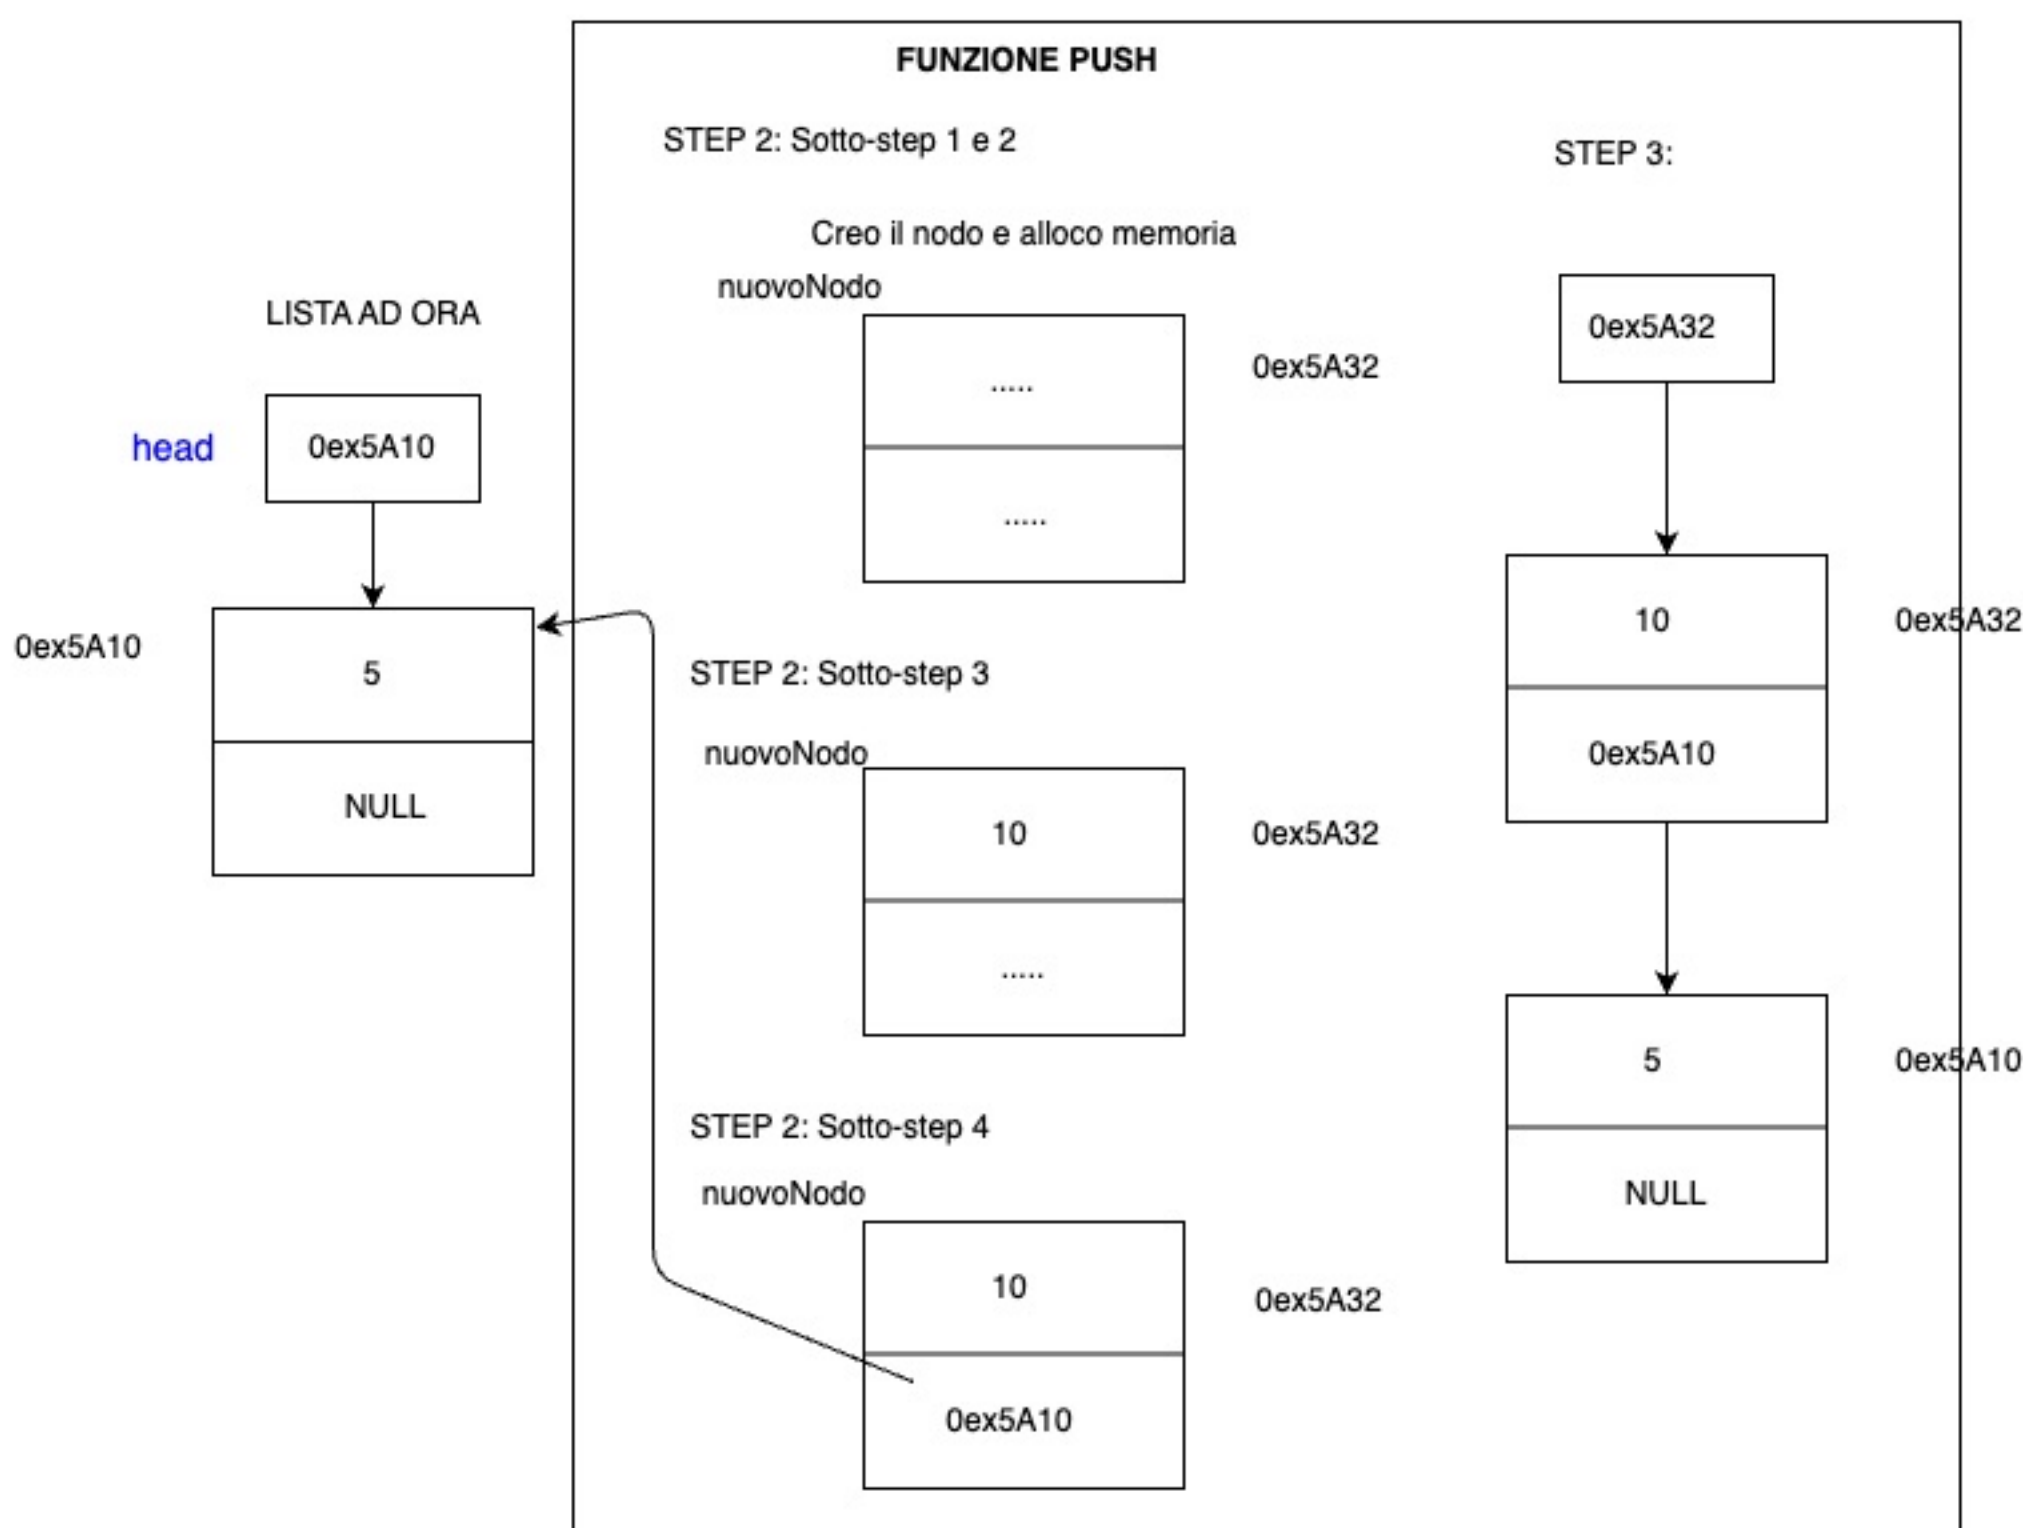 FUNZIONE PUSH
LISTA AD ORA
head
0ex5A10
0ex5A10
5
NULL
STEP 2: Sotto-step 1 e 2
Creo il nodo e alloco memoria
nuovoNodo
.....
0ex5A32
.....
STEP 2: Sotto-step 3
nuovoNodo
10
0ex5A32
.....
STEP 2: Sotto-step 4
nuovoNodo
10
0ex5A32
0ex5A10
STEP 3:
0ex5A32
10
0ex5A32
0ex5A10
5
0ex5A10
NULL